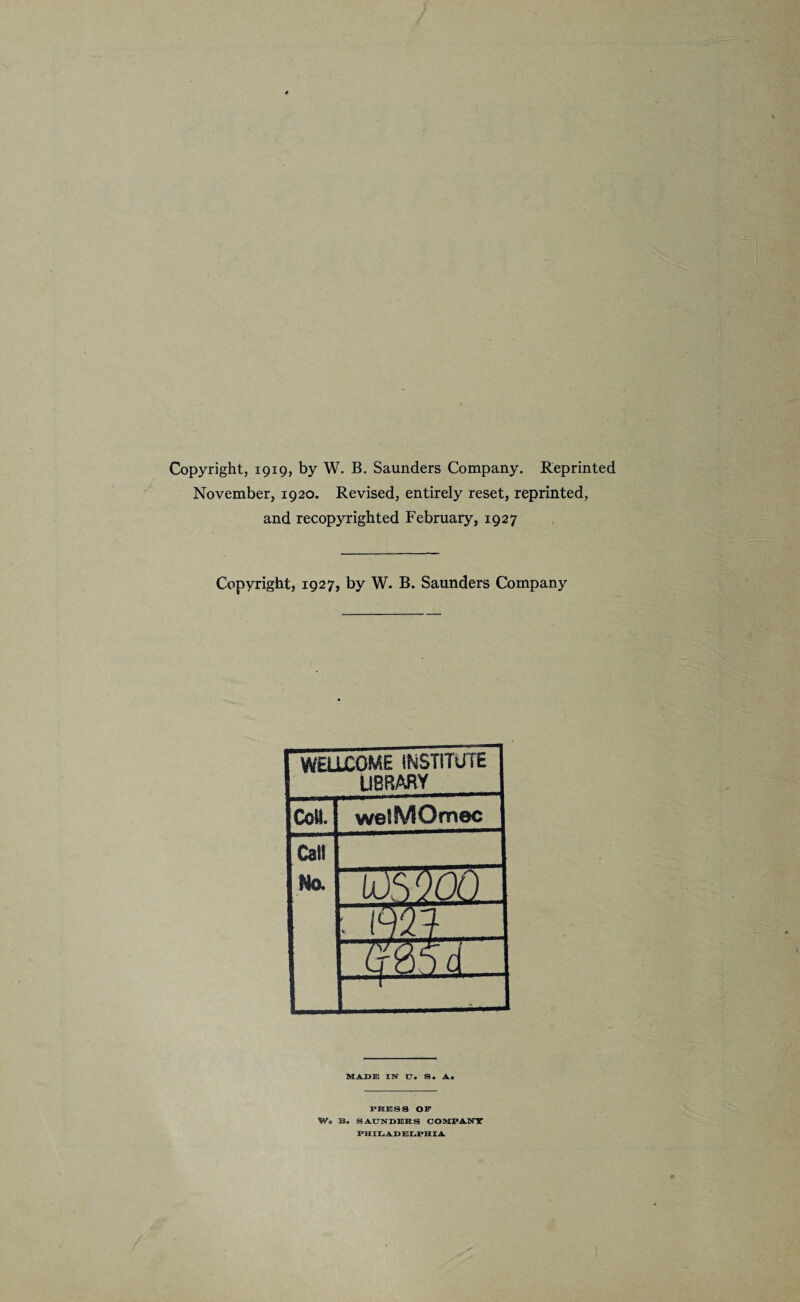 Copyright, 1919, by W. B. Saunders Company. Reprinted
November, 1920. Revised, entirely reset, reprinted,
and recopyrighted February, 1927
Copyright, 1927, by W. B. Saunders Company
WELLCOME INSTITUTE
LIBRARY
Coll. welMOmec
Call
No. WS200
1927
G85d
MADE IN U. S. A.
PRESS OF
W. B. SAUNDERS COMPANY
PHILADELPHIA